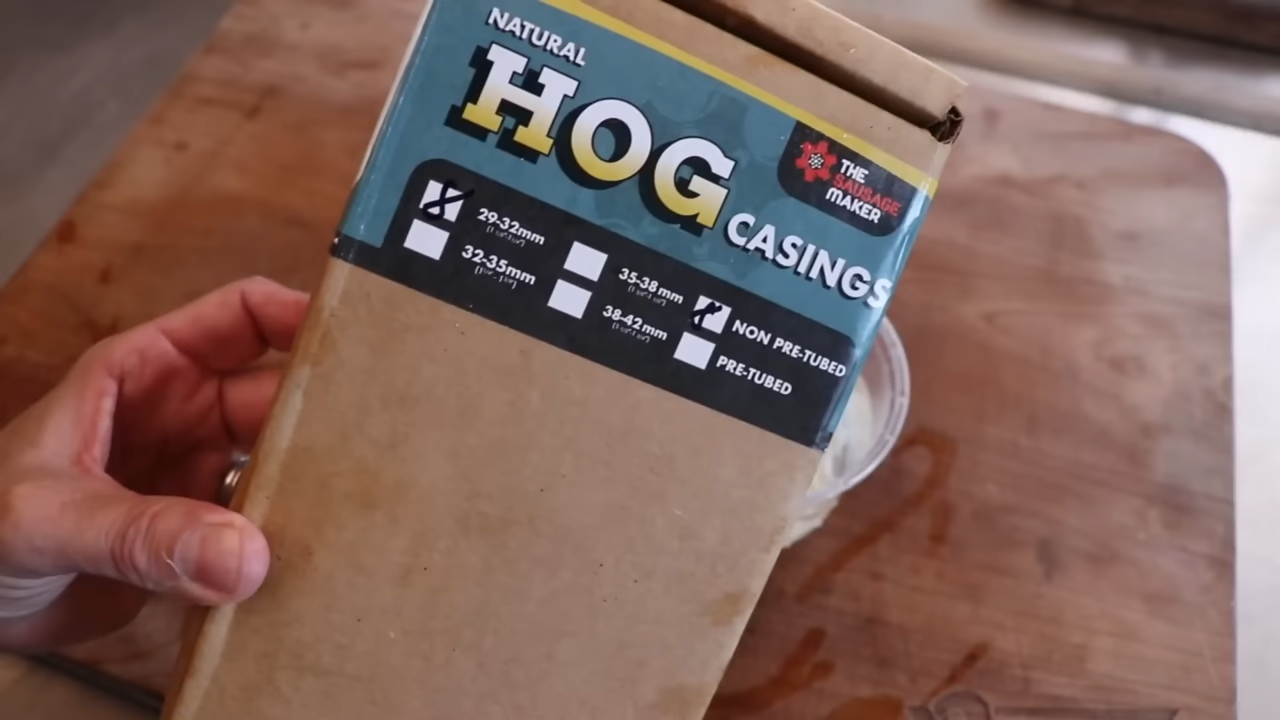 NATURAL
HOG
CASINGS
THE
SAUSAGE
MAKER
29-32mm
32-35mm
35-38mm
38-42mm
NON PRE-TUBED
PRE-TUBED